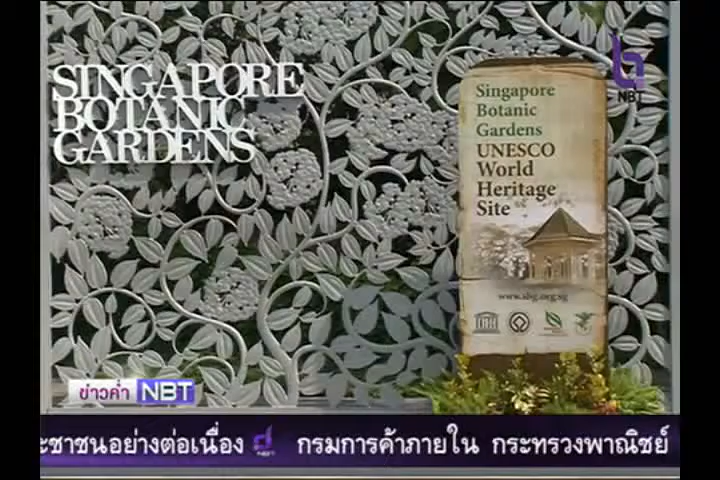 SINGAPORE
BOTANIC
GARDENS
Singapore
Botanic
Gardens
UNESCO
World
Heritage
Site
www.sbg.org.sg
NBT
ข่าวค่ำ NBT
ะชาชนอย่างต่อเนื่อง NBT กรมการค้าภายใน กระทรวงพาณิชย์